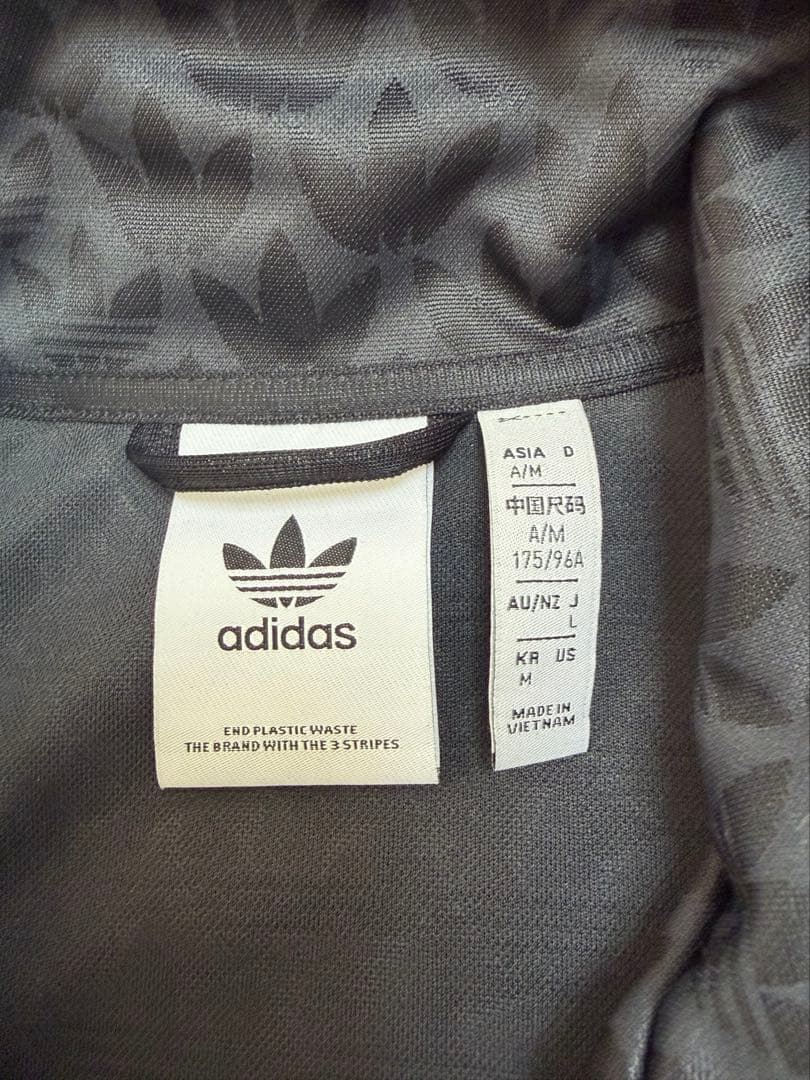 adidas
END PLASTIC WASTE
THE BRAND WITH THE 3 STRIPES
ASIA D
A/M
中国尺码
A/M
175/96A
AU/NZ J
L
KR US
M
MADE IN
VIETNAM